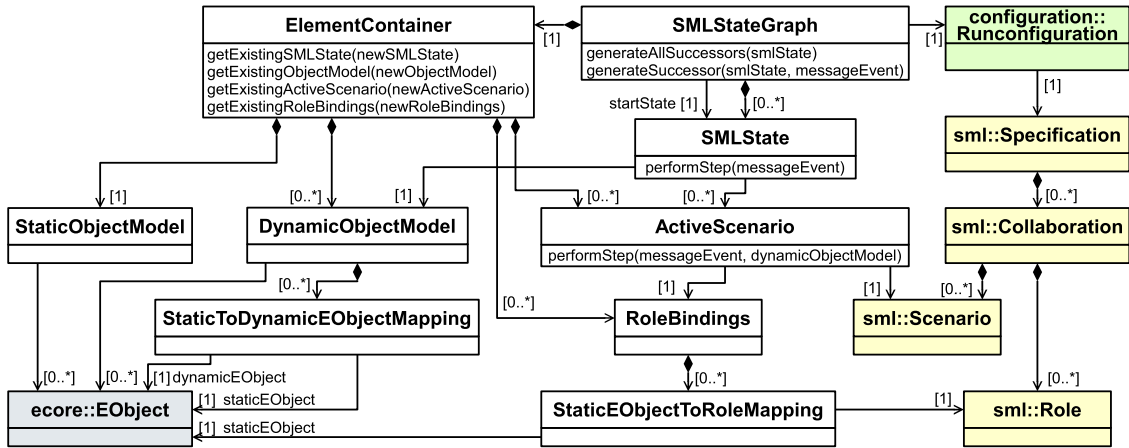 ElementContainer
getExistingSMLState(newSMLState)
getExistingObjectModel(newObjectModel)
getExistingActiveScenario(newActiveScenario)
getExistingRoleBindings(newRoleBindings)
[1]
SMLStateGraph
generateAllSuccessors(smlState)
generateSuccessor(smlState, messageEvent)
[1]
configuration::
Runconfiguration
startState [1]
[0..*]
[1]
SMLState
performStep(messageEvent)
sml::Specification
[1]
[0..*]
[1]
[0..*]
[0..*]
[0..*]
StaticObjectModel
DynamicObjectModel
ActiveScenario
performStep(messageEvent, dynamicObjectModel)
sml::Collaboration
[0..*]
[0..*]
[1]
[1]
[0..*]
StaticToDynamicEObjectMapping
RoleBindings
sml::Scenario
[0..*]
[0..*]
[1] dynamicEObject
[0..*]
[0..*]
ecore::EObject
[1] staticEObject
[1] staticEObject
StaticEObjectToRoleMapping
[1]
sml::Role